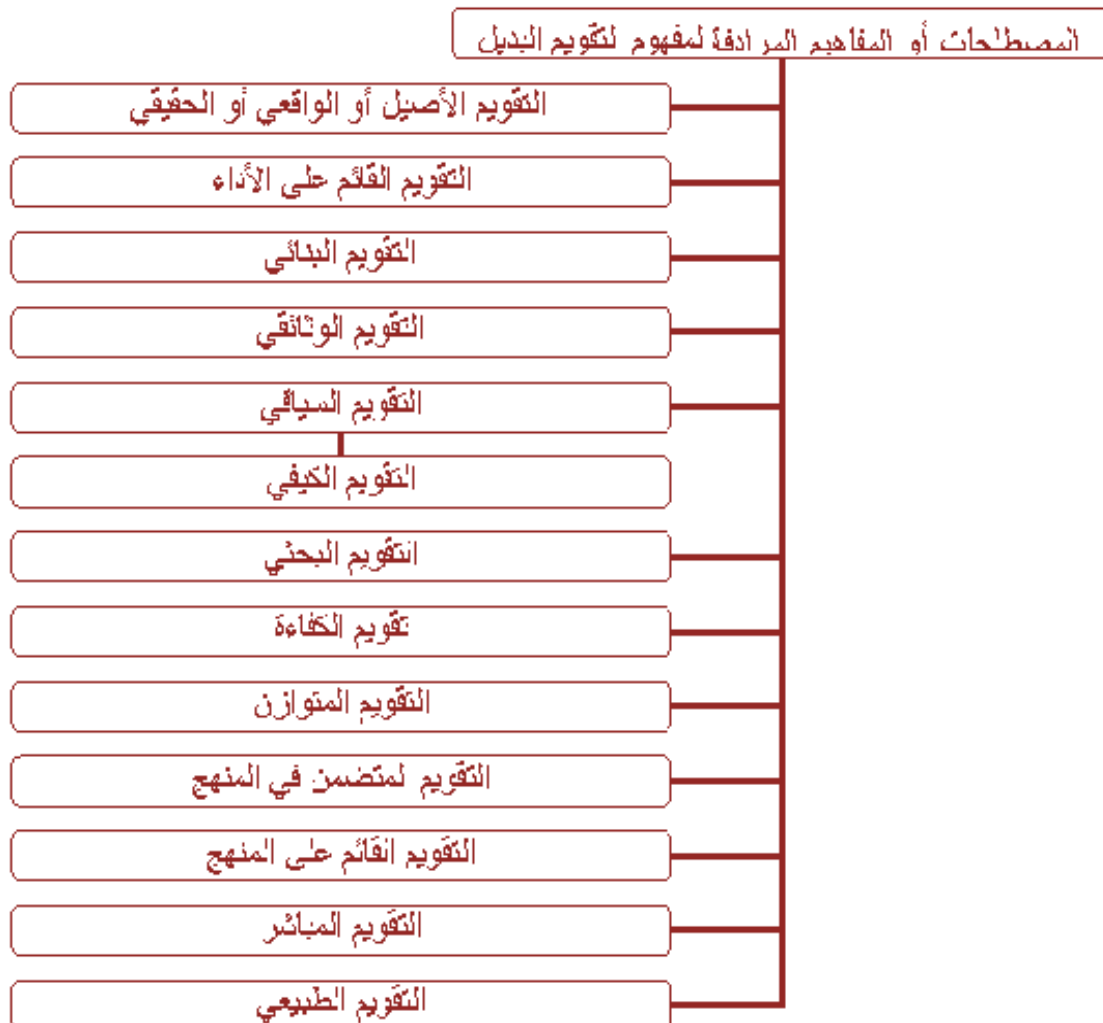 المصطلحات أو المفاهيم المرادفة لمفهوم لتقويم البديل
التقويم الأصيل أو الواقعي أو الحقيقي
التقويم القائم على الأداء
التقويم البنائي
التقويم الوثائقي
التقويم السياقي
التقويم الكيفي
التقويم البحثي
تقويم الكفاءة
التقويم المتوازن
التقويم لمتضمن في المنهج
التقويم القائم على المنهج
التقويم المباشر
التقويم الطبيعي